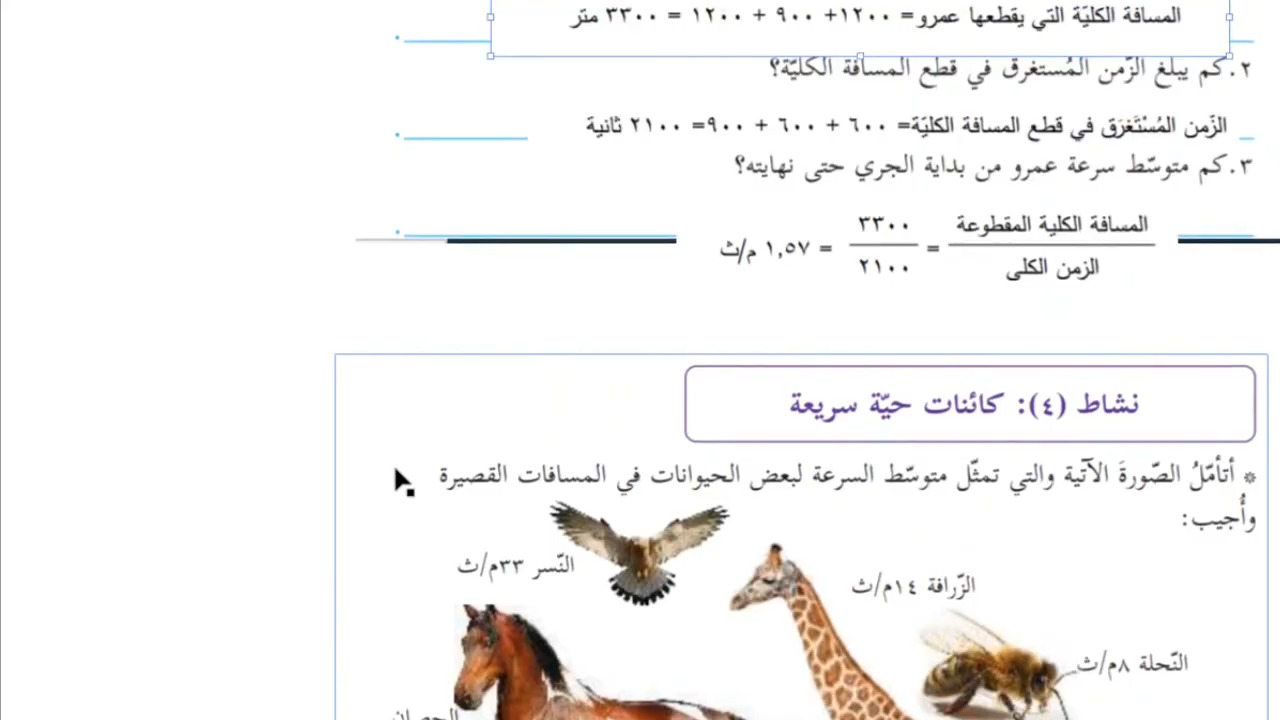 المسافة الكليّة التي يقطعها عمرو= ١٢٠٠+ ٩٠٠ + ١٢٠٠ = ٣٣٠٠ متر
٢.كم يبلغ الزّمن المُستغرق في قطع المسافة الكليّة؟
الزّمن المُسْتَغرَق في قطع المسافة الكليّة= ٦٠٠ + ٦٠٠ + ٩٠٠= ٢١٠٠ ثانية
٣.كم متوسّط سرعة عمرو من بداية الجري حتى نهايته؟
المسافة الكلية المقطوعة
الزمن الكلى
=
٣٣٠٠
٢١٠٠
= ١,٥٧ م/ث
نشاط (٤): كائنات حيّة سريعة
* أتأمّلُ الصّورةَ الآتية والتي تمثّل متوسّط السرعة لبعض الحيوانات في المسافات القصيرة
وأُجيب:
النّسر ٣٣م/ث
الزّرافة ١٤م/ث
النّحلة ٨م/ث
الحصان